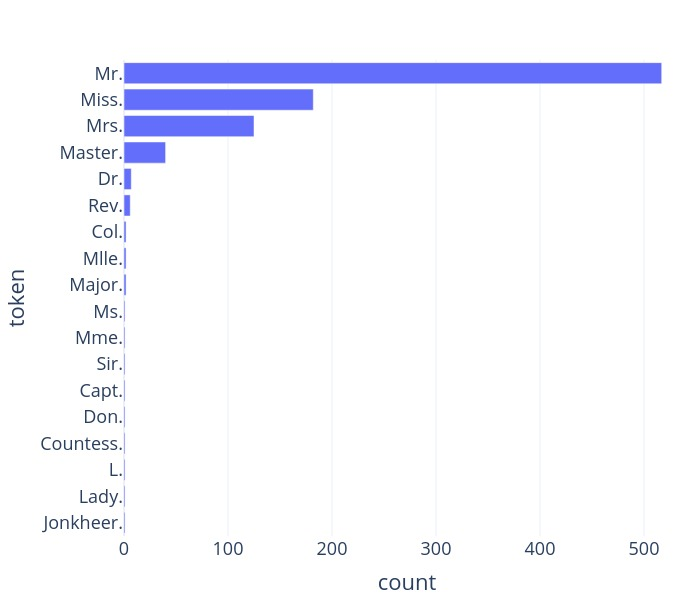 Mr.
Miss.
Mrs.
Master.
Dr.
Rev.
Col.
Mlle.
Major.
Ms.
Mme.
Sir.
Capt.
Don.
Countess.
L.
Lady.
Jonkheer.
token
0 100 200 300 400 500
count